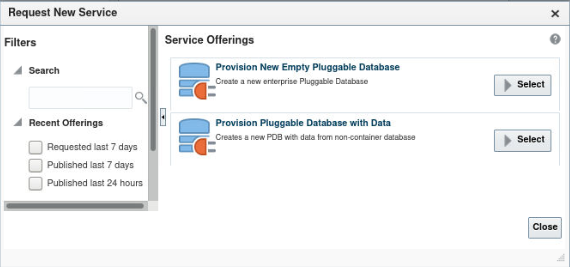 Request New Service
Filters
Search
Recent Offerings
Requested last 7 days
Published last 7 days
Published last 24 hours
Service Offerings
Provision New Empty Pluggable Database
Create a new enterprise Pluggable Database
Select
Provision Pluggable Database with Data
Creates a new PDB with data from non-container database
Select
Close